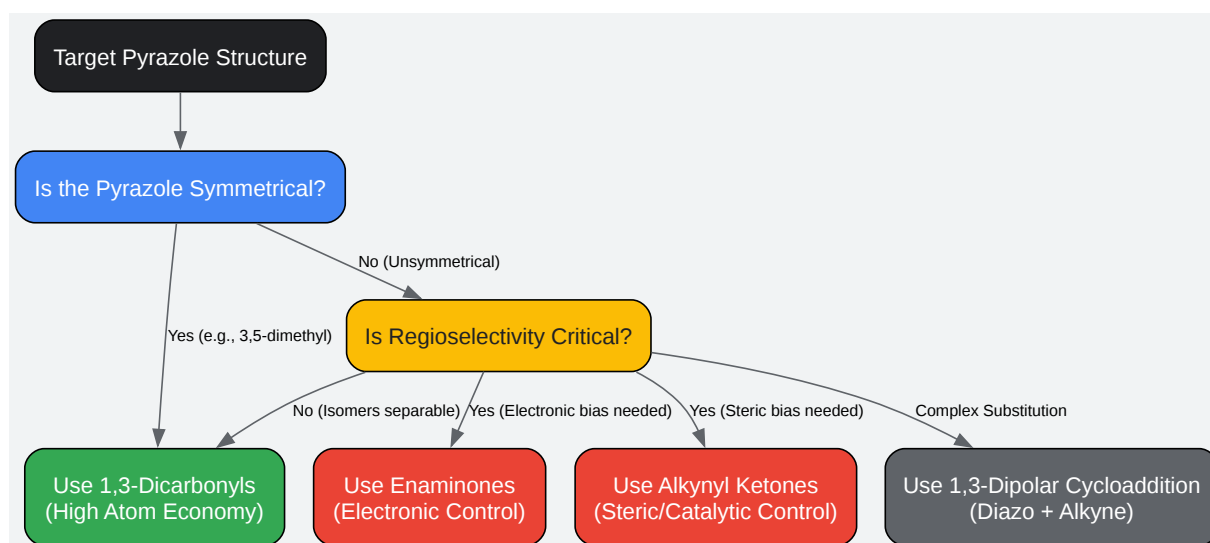 Target Pyrazole Structure
Is the Pyrazole Symmetrical?
No (Unsymmetrical)
Yes (e.g., 3,5-dimethyl)
Is Regioselectivity Critical?
No (Isomers separable)
Yes (Electronic bias needed)
Yes (Steric bias needed)
Complex Substitution
Use 1,3-Dicarbonyls
(High Atom Economy)
Use Enaminones
(Electronic Control)
Use Alkynyl Ketones
(Steric/Catalytic Control)
Use 1,3-Dipolar Cycloaddition
(Diazo + Alkyne)